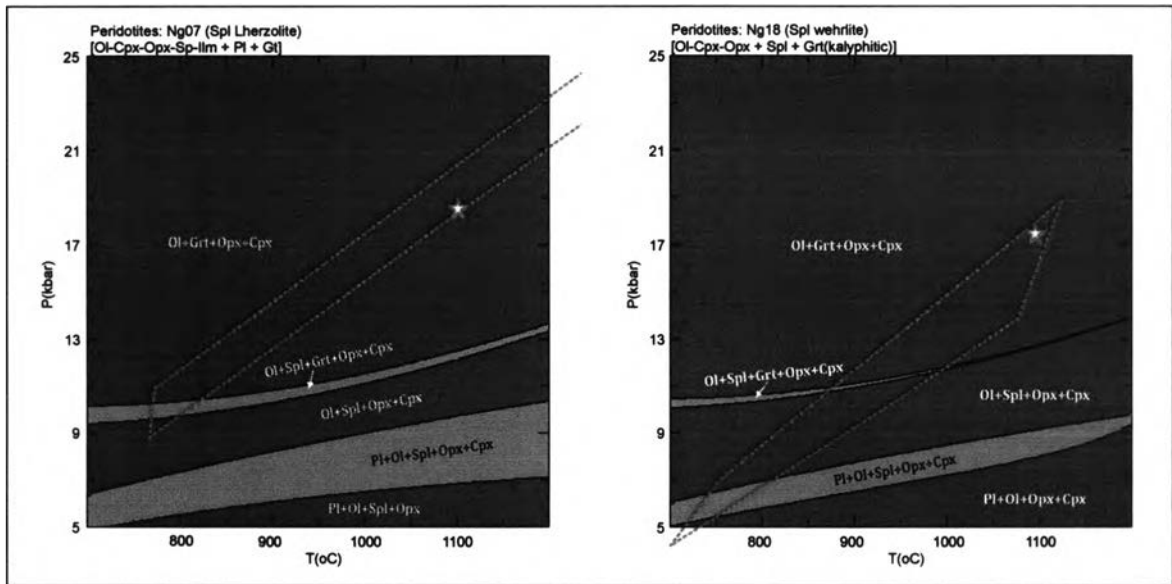 Peridotites: Ng07 (Spl Lherzolite)
[Ol-Cpx-Opx-Sp-Ilm + Pl + Gt]
25
21
17
13
9
5
P(kbar)
Ol+Grt+Opx+Cpx
Ol+Spl+Grt+Opx+Cpx
Ol+Spl+Opx+Cpx
Pl+Ol+Spl+Opx+Cpx
Pl+Ol+Spl+Opx
800
900
1000
1100
T(oC)
Peridotites: Ng18 (Spl wehrlite)
[Ol-Cpx-Opx + Spl + Grt(kalyphitic)]
25
21
17
13
9
5
P(kbar)
Ol+Grt+Opx+Cpx
Ol+Spl+Grt+Opx+Cpx
Ol+Spl+Opx+Cpx
Pl+Ol+Spl+Opx+Cpx
Pl+Ol+Opx+Cpx
800
900
1000
1100
T(oC)